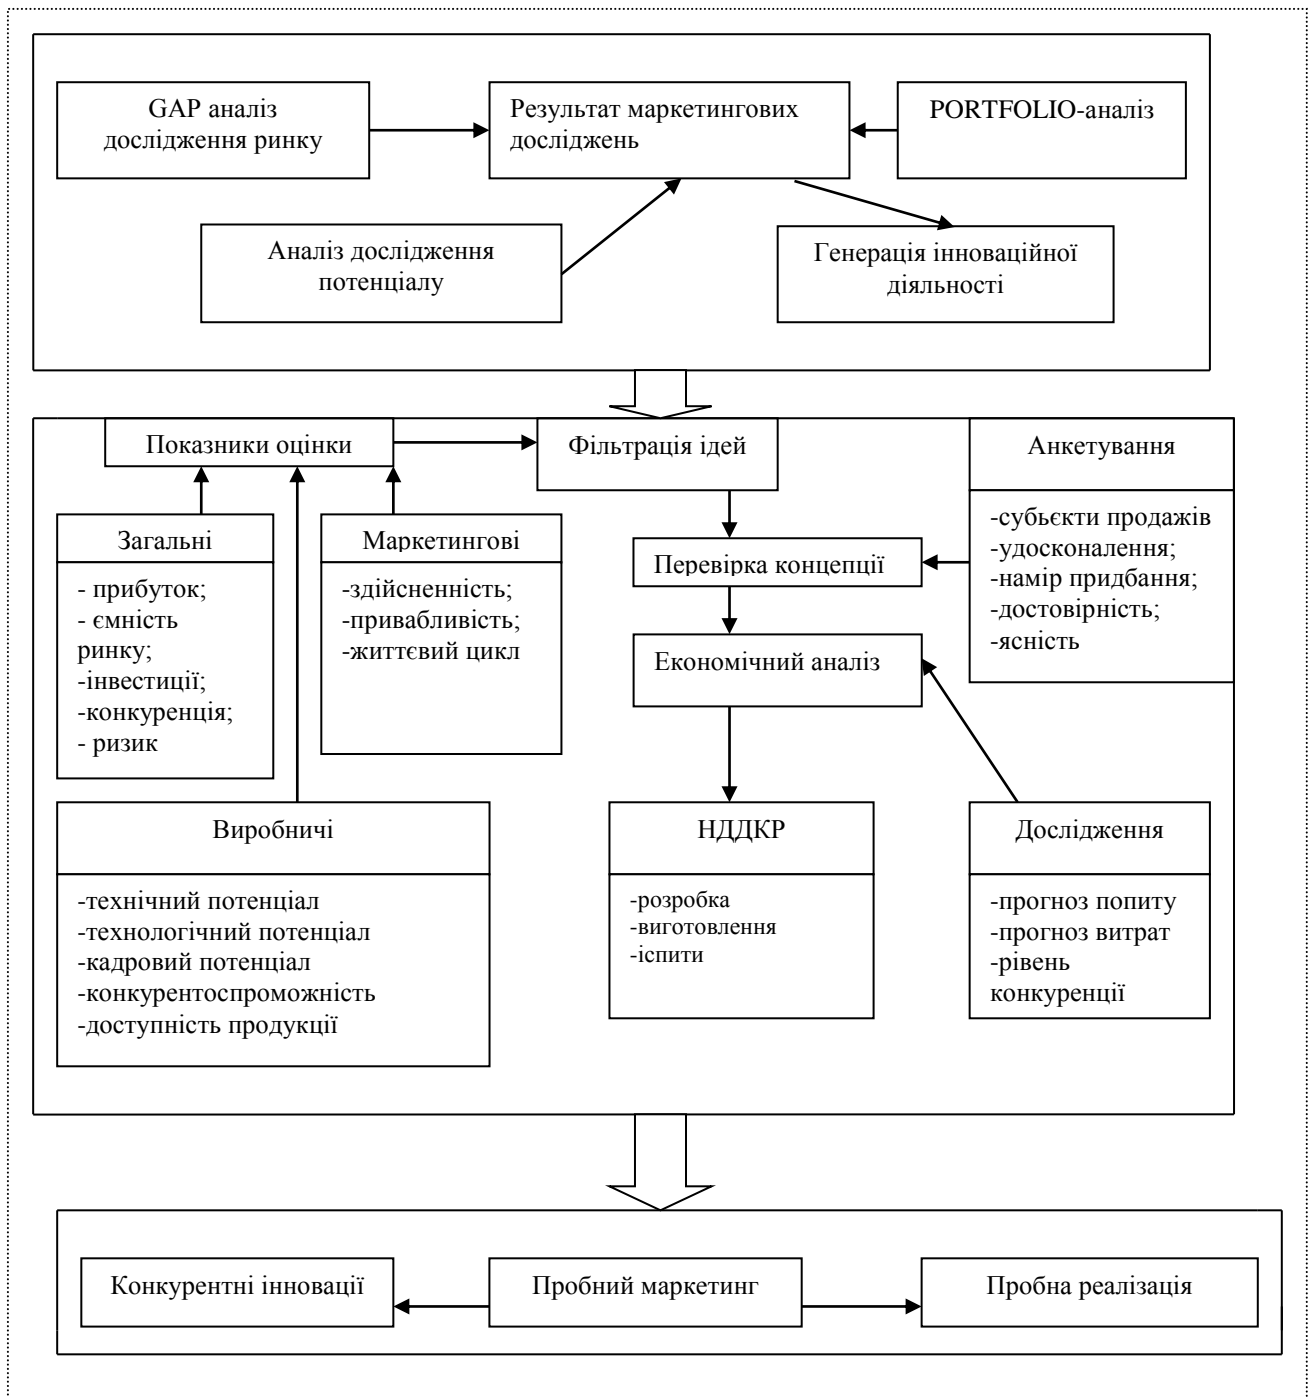 GAP аналіз
дослідження ринку
Результат маркетингових
досліджень
PORTFOLIO-аналіз
Аналіз дослідження
потенціалу
Генерація інноваційної
діяльності
Показники оцінки
Фільтрація ідей
Анкетування
-субьєкти продажів
-удосконалення;
-намір придбання;
-достовірність;
-ясність
Загальні
- прибуток;
- ємність
ринку;
-інвестиції;
-конкуренція;
- ризик
Маркетингові
-здійсненність;
-привабливість;
-життєвий цикл
Перевірка концепції
Економічний аналіз
Виробничі
-технічний потенціал
-технологічний потенціал
-кадровий потенціал
-конкурентоспроможність
-доступність продукції
НДДКР
-розробка
-виготовлення
-іспити
Дослідження
-прогноз попиту
-прогноз витрат
-рівень
конкуренції
Конкурентні інновації
Пробний маркетинг
Пробна реалізація